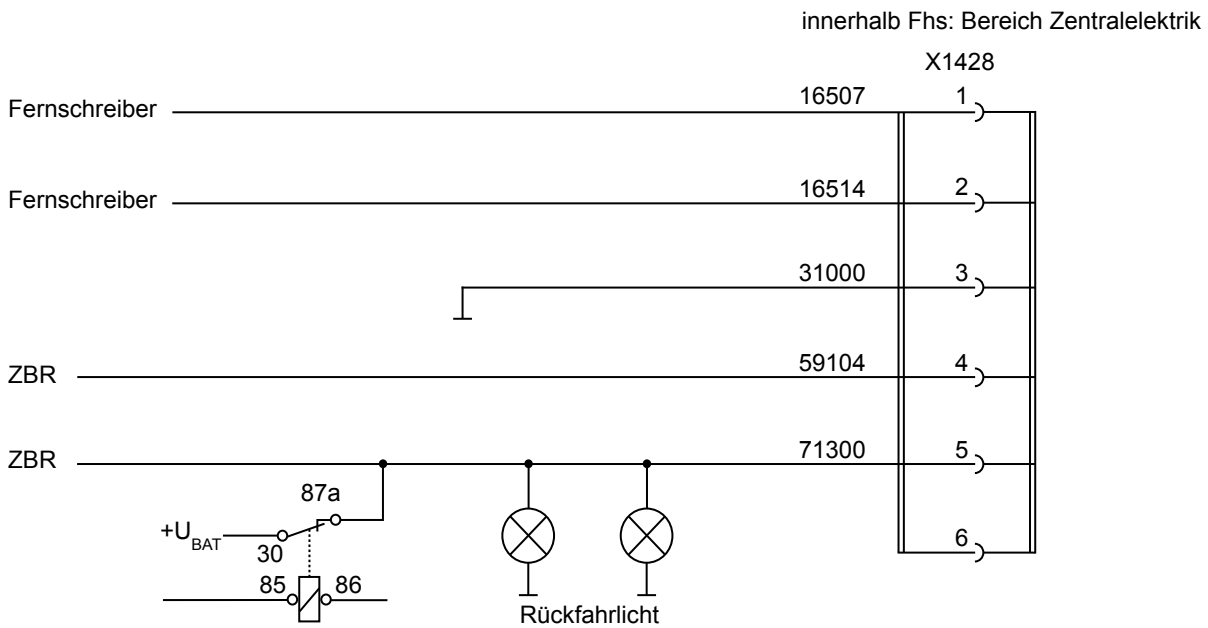 innerhalb Fhs: Bereich Zentralelektrik
X1428
Fernschreiber 16507 1
Fernschreiber 16514 2
31000 3
ZBR 59104 4
ZBR 71300 5
87a
+UBAT
30
6
85 86
Rückfahrlicht